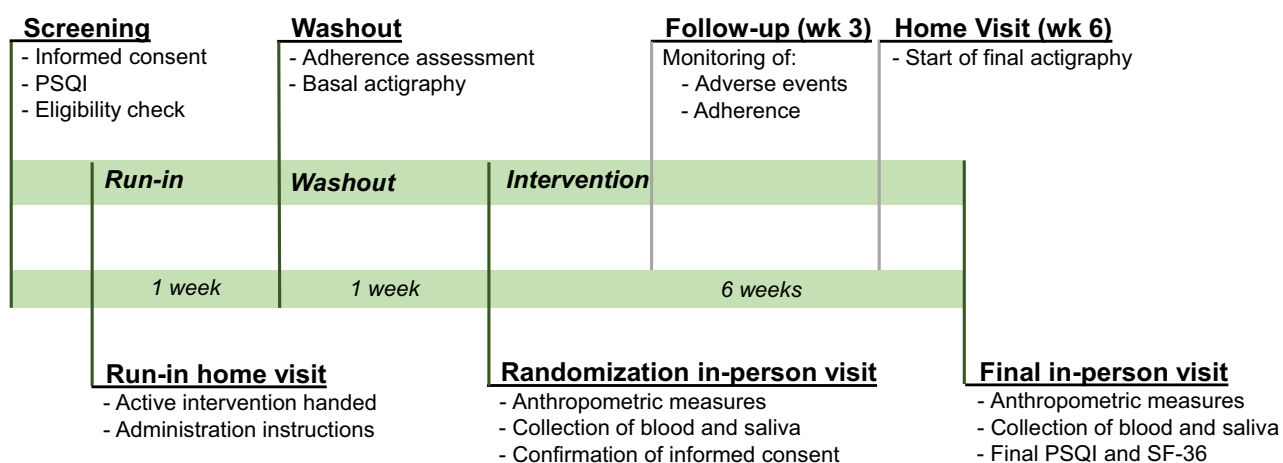 Screening
- Informed consent
- PSQI
- Eligibility check
Washout
- Adherence assessment
- Basal actigraphy
Follow-up (wk 3)
Monitoring of:
- Adverse events
- Adherence
Home Visit (wk 6)
- Start of final actigraphy
Run-in
Washout
Intervention
1 week
1 week
6 weeks
Run-in home visit
- Active intervention handed
- Administration instructions
Randomization in-person visit
- Anthropometric measures
- Collection of blood and saliva
- Confirmation of informed consent
Final in-person visit
- Anthropometric measures
- Collection of blood and saliva
- Final PSQI and SF-36